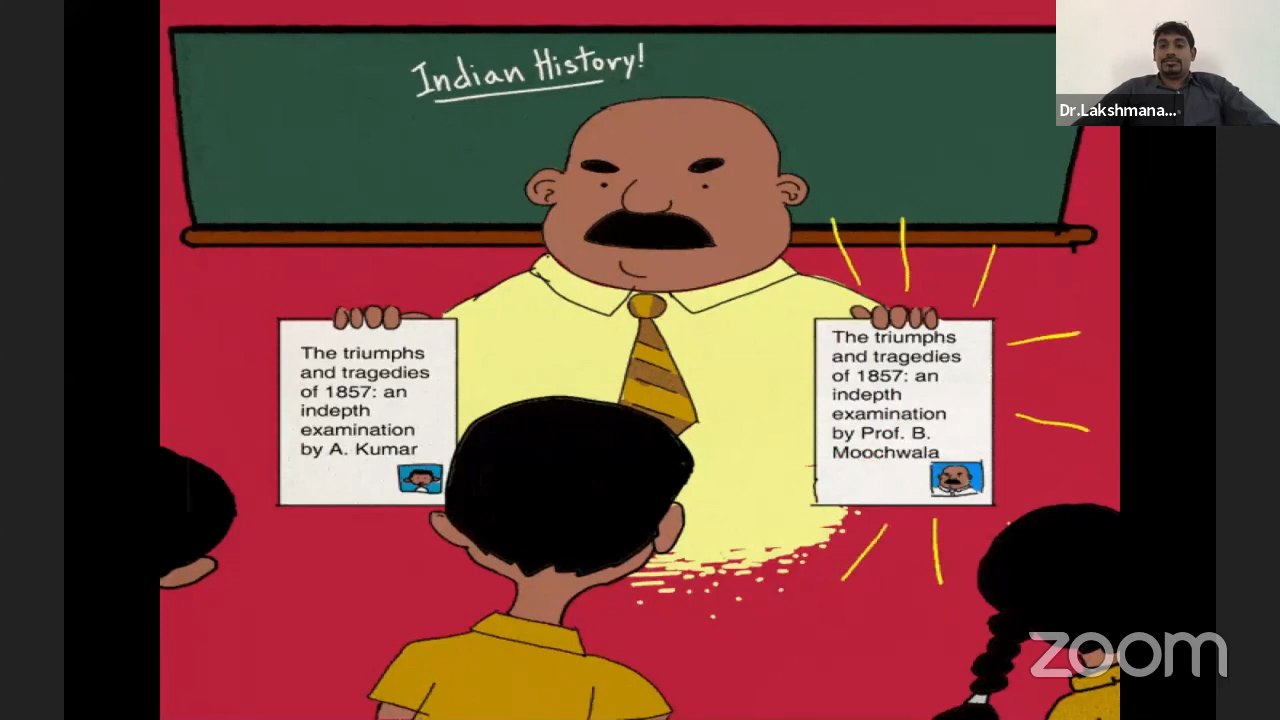 Indian History!
Dr.Lakshmana...
The triumphs
and tragedies
of 1857: an
indepth
examination
by A. Kumar
The triumphs
and tragedies
of 1857: an
indepth
examination
by Prof. B.
Moochwala
zoom